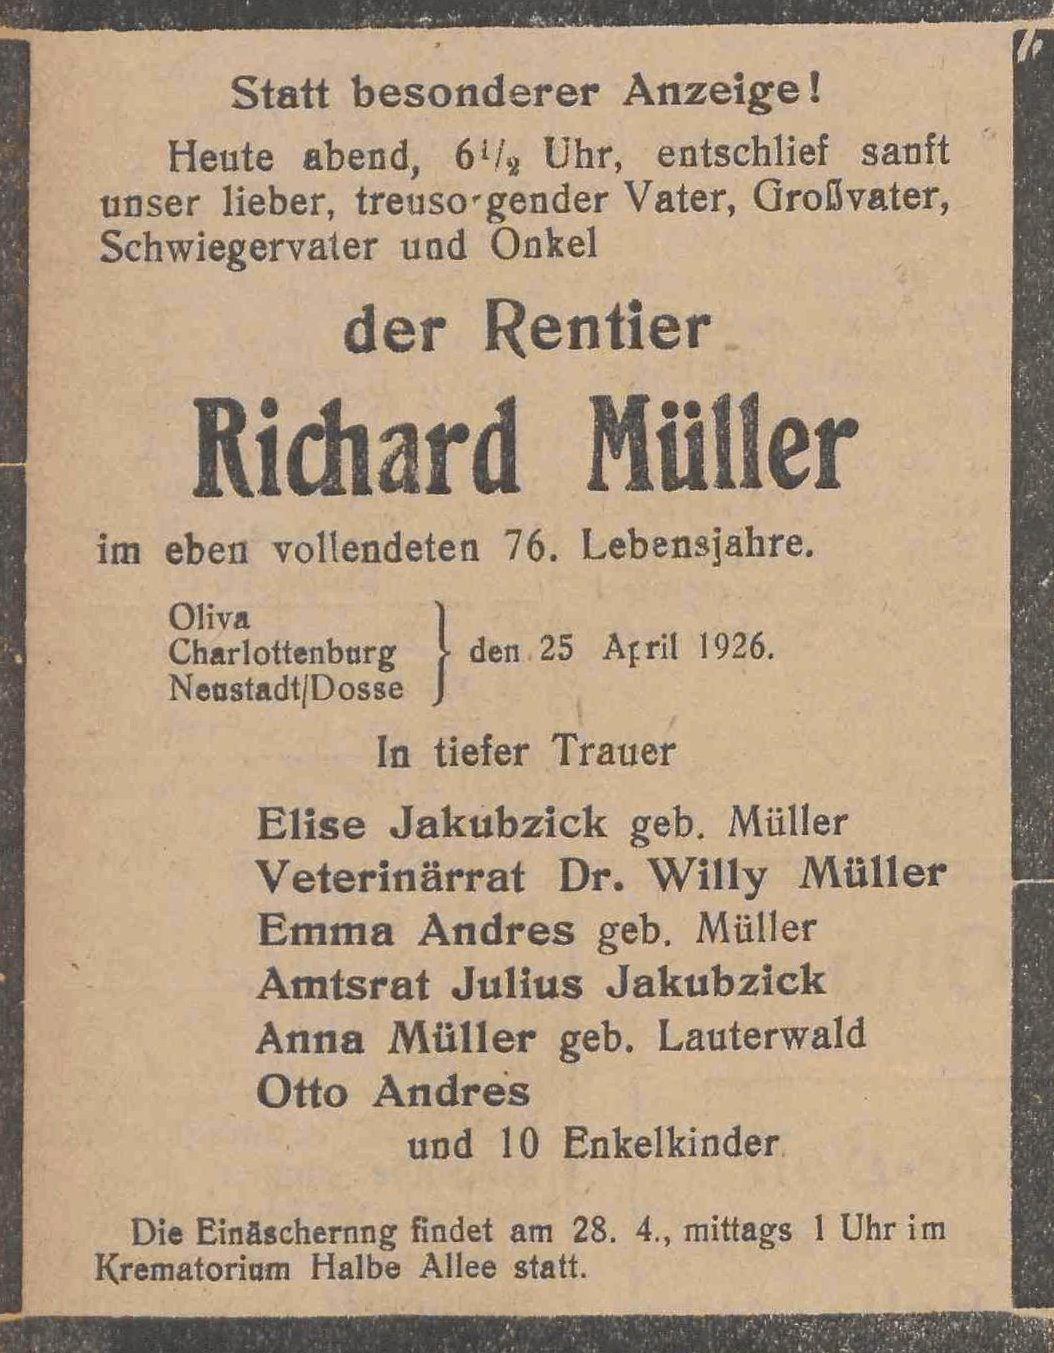 Statt besonderer Anzeige!
Heute abend, 6½ Uhr, entschlief sanft
unser lieber, treuso·gender Vater, Großvater,
Schwiegervater und Onkel
der Rentier
Richard Müller
im eben vollendeten 76. Lebensjahre.
Oliva
Charlottenburg
Neustadt/Dosse
} den 25 April 1926.
In tiefer Trauer
Elise Jakubzick geb. Müller
Veterinärrat Dr. Willy Müller
Emma Andres geb. Müller
Amtsrat Julius Jakubzick
Anna Müller geb. Lauterwald
Otto Andres
und 10 Enkelkinder
Die Einäschernng findet am 28. 4., mittags 1 Uhr im
Krematorium Halbe Allee statt.